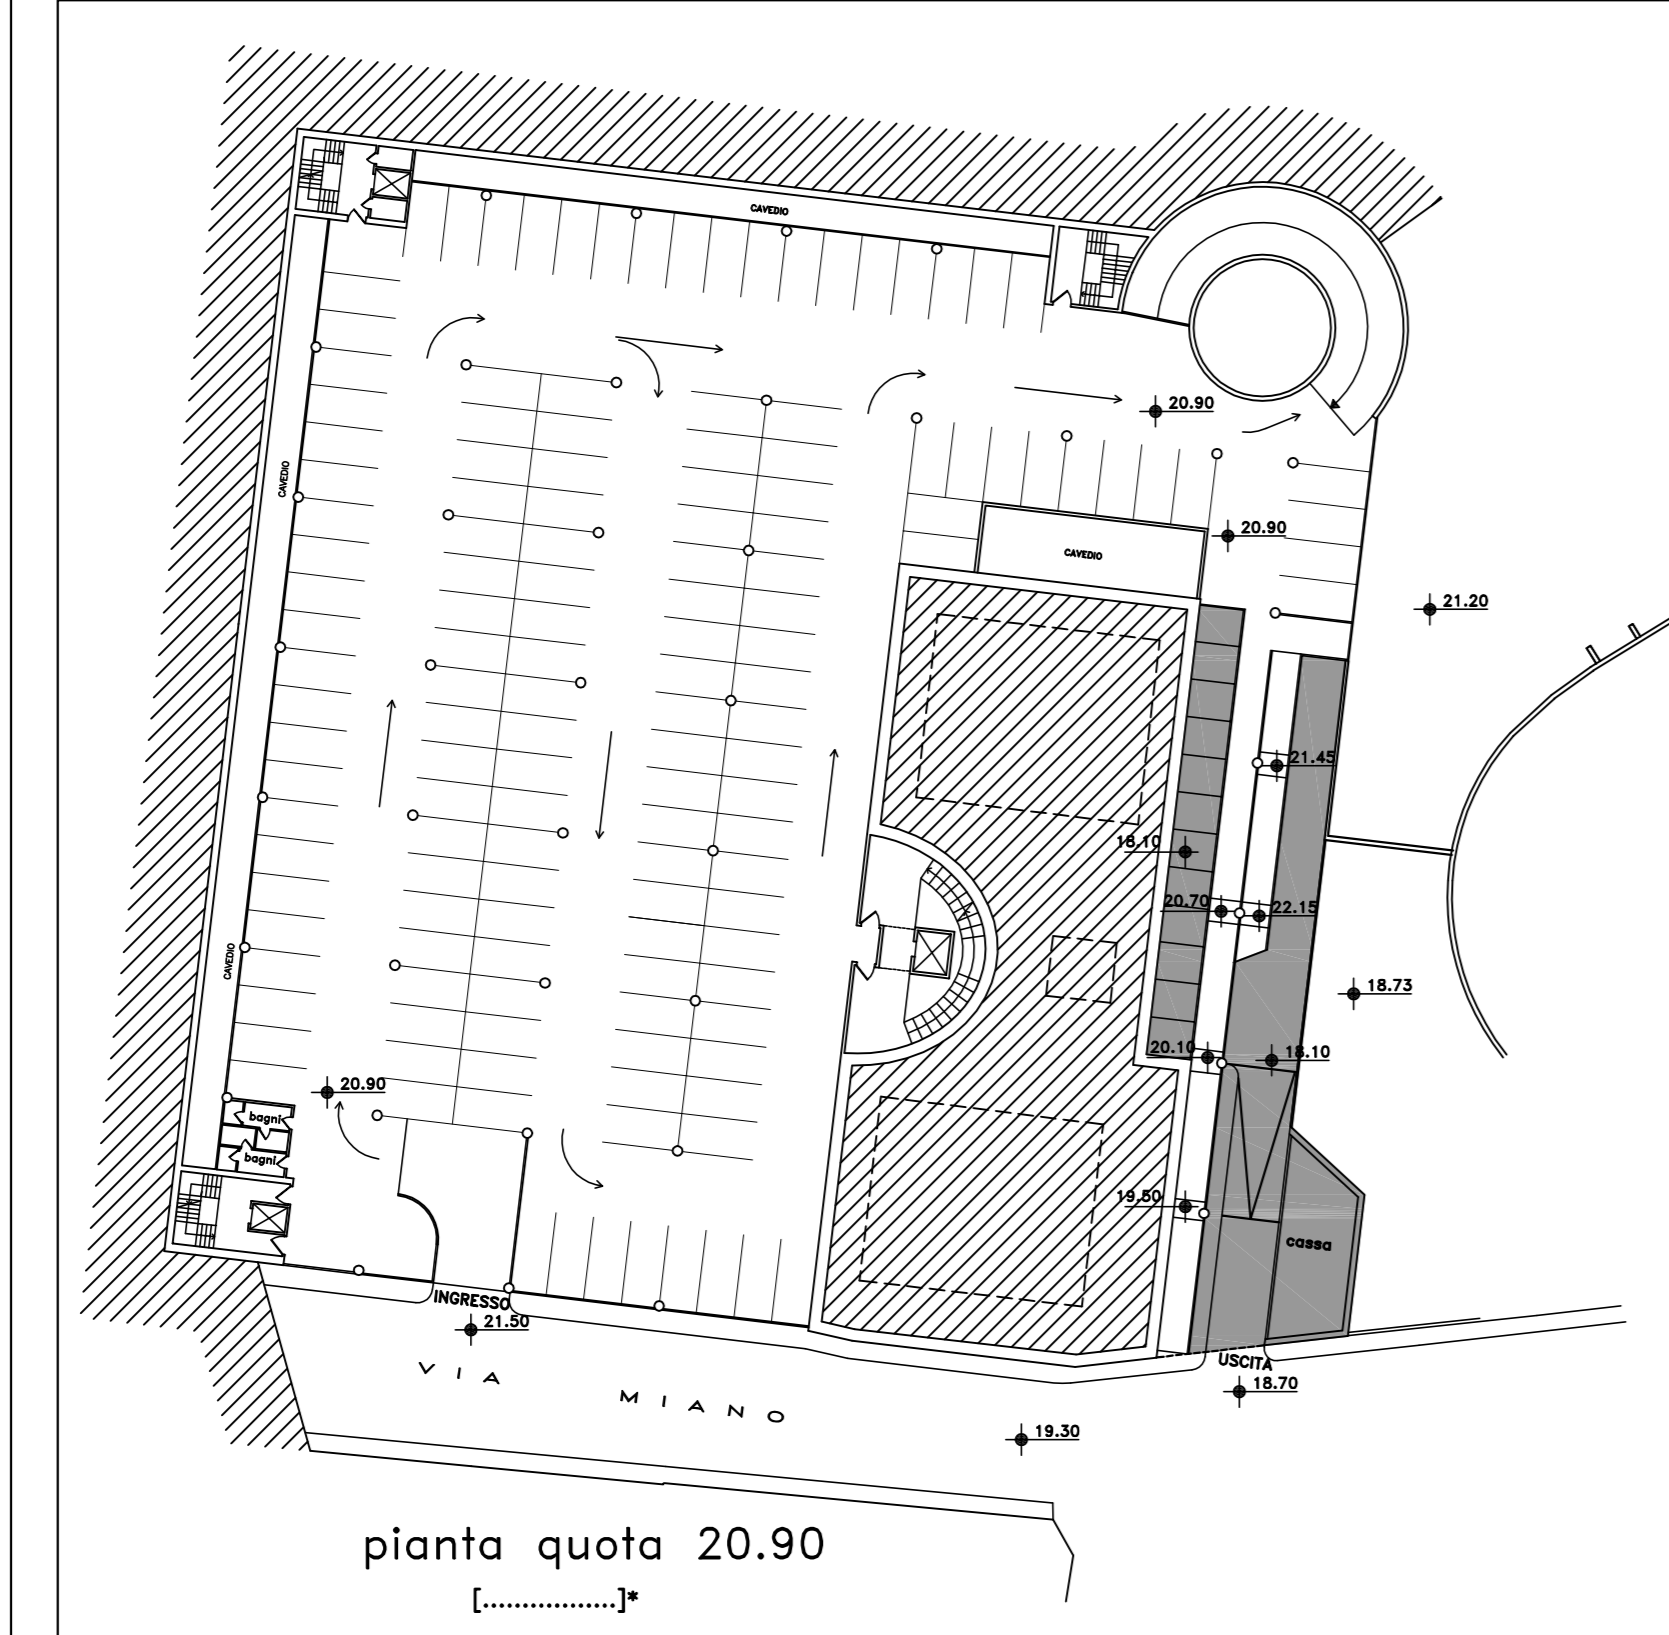 CAVEDIO
20.90
CAVEDIO
20.90
CAVEDIO
21.20
21.45
18.10
20.70
22.15
CAVEDIO
18.73
20.10
18.10
20.90
bagni
bagni
19.50
cassa
INGRESSO
21.50
USCITA
18.70
VIA MIANO
19.30
pianta quota 20.90
[.................]*